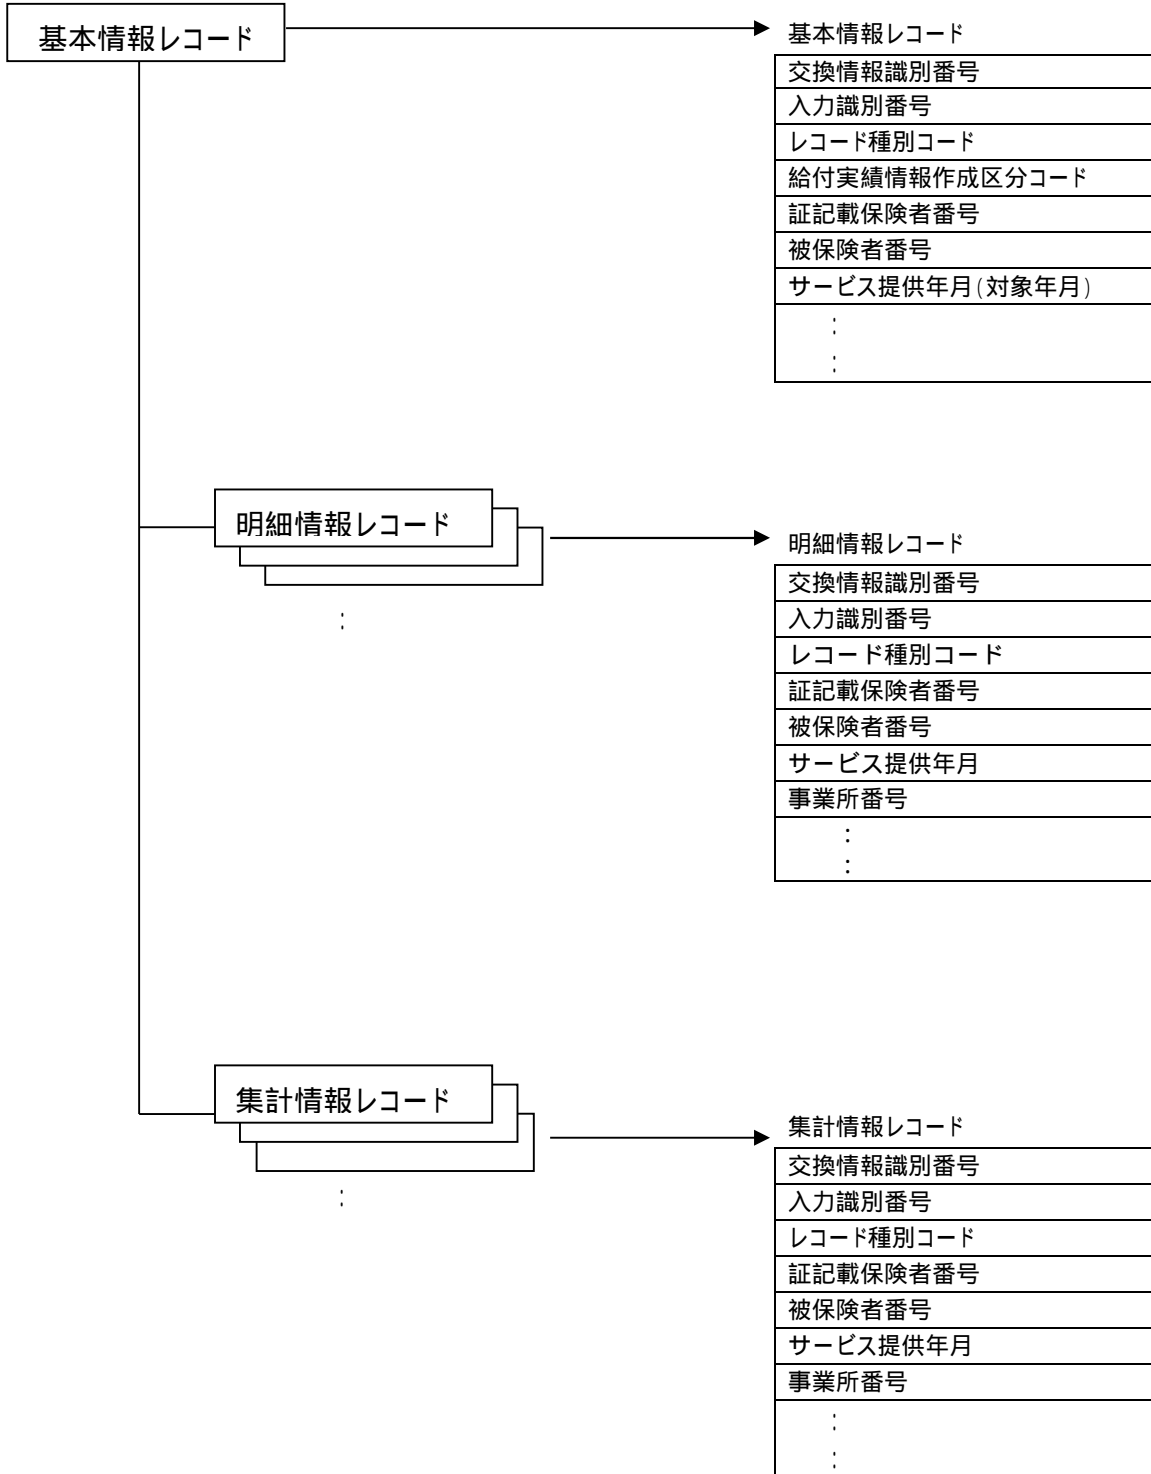 基本情報レコード
基本情報レコード
交換情報識別番号
入力識別番号
レコード種別コード
給付実績情報作成区分コード
証記載保険者番号
被保険者番号
サービス提供年月(対象年月)
:
:
明細情報レコード
:
明細情報レコード
交換情報識別番号
入力識別番号
レコード種別コード
証記載保険者番号
被保険者番号
サービス提供年月
事業所番号
:
:
集計情報レコード
:
集計情報レコード
交換情報識別番号
入力識別番号
レコード種別コード
証記載保険者番号
被保険者番号
サービス提供年月
事業所番号
:
: